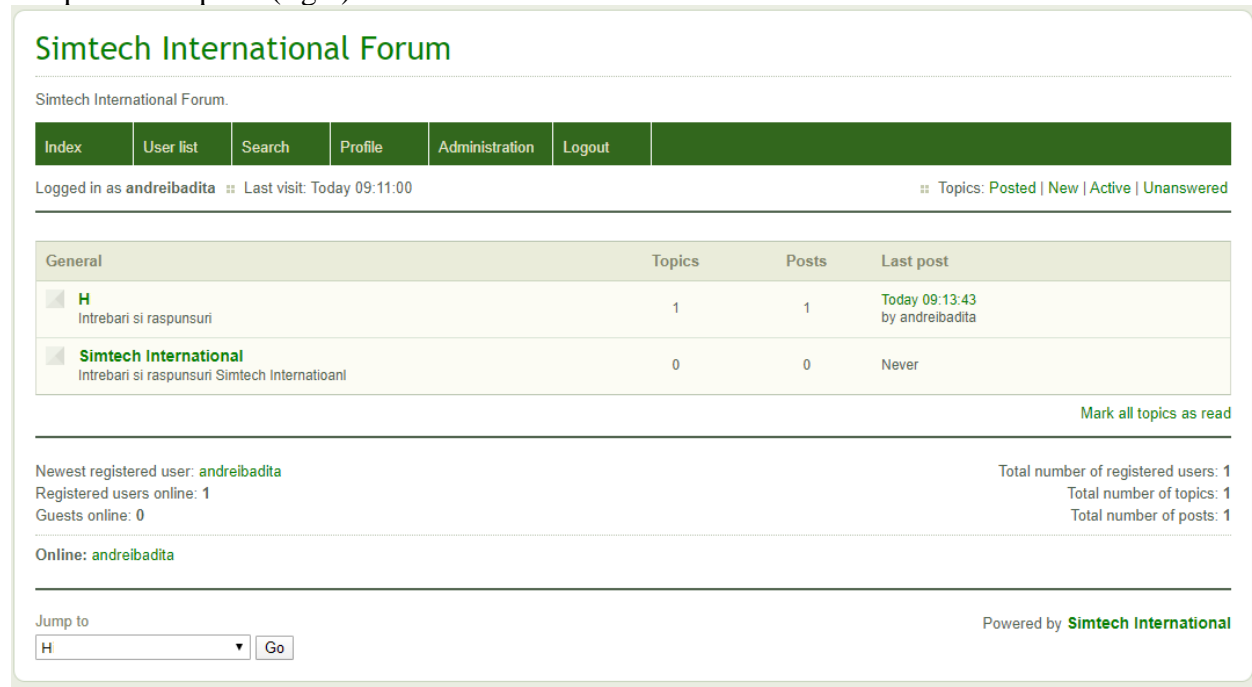 Simtech International Forum
Simtech International Forum.
Index User list Search Profile Administration Logout
Logged in as andreibadita Last visit: Today 09:11:00 Topics: Posted | New | Active | Unanswered
General Topics Posts Last post
H 1 1 Today 09:13:43
Intrebari si raspunsuri by andreibadita
Simtech International 0 0 Never
Intrebari si raspunsuri Simtech Internatioanl
Mark all topics as read
Newest registered user: andreibadita Total number of registered users: 1
Registered users online: 1 Total number of topics: 1
Guests online: 0 Total number of posts: 1
Online: andreibadita
Jump to Powered by Simtech International
H Go